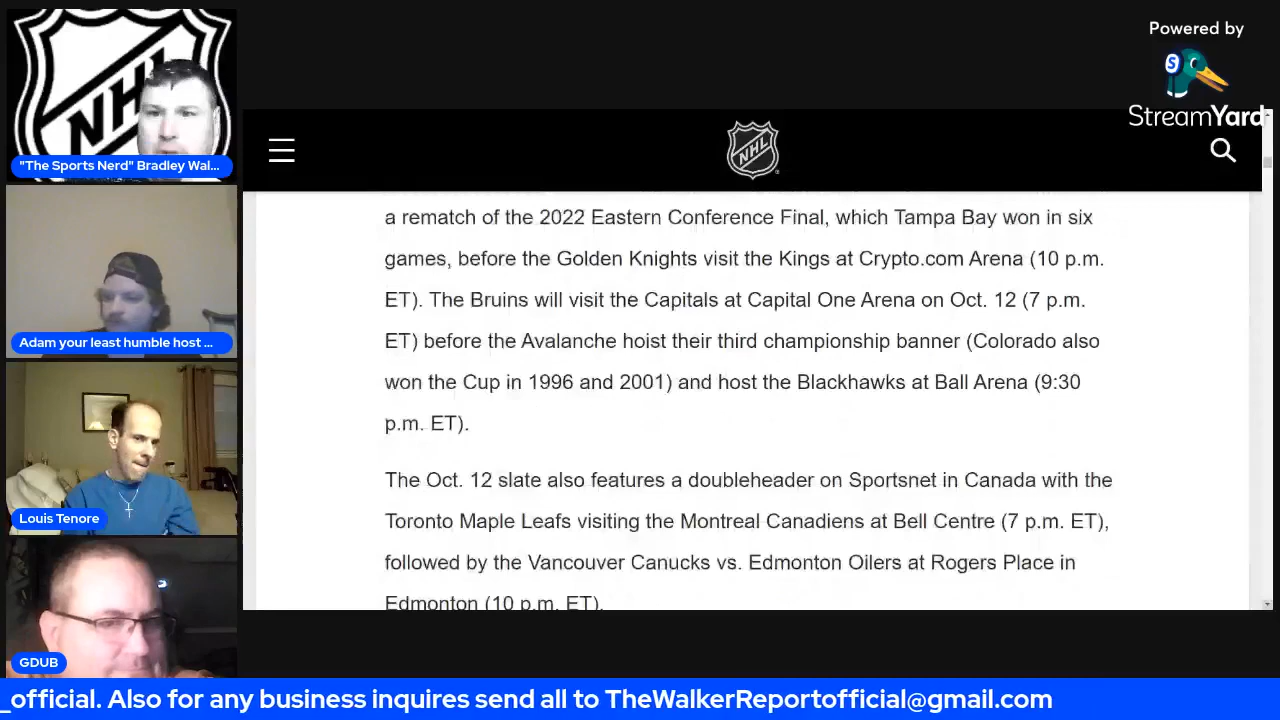 Powered by
StreamYard
NHL
"The Sports Nerd" Bradley Wal...
Adam your least humble host ...
Louis Tenore
GDUB
NHL
a rematch of the 2022 Eastern Conference Final, which Tampa Bay won in six
games, before the Golden Knights visit the Kings at Crypto.com Arena (10 p.m.
ET). The Bruins will visit the Capitals at Capital One Arena on Oct. 12 (7 p.m.
ET) before the Avalanche hoist their third championship banner (Colorado also
won the Cup in 1996 and 2001) and host the Blackhawks at Ball Arena (9:30
p.m. ET).
The Oct. 12 slate also features a doubleheader on Sportsnet in Canada with the
Toronto Maple Leafs visiting the Montreal Canadiens at Bell Centre (7 p.m. ET),
followed by the Vancouver Canucks vs. Edmonton Oilers at Rogers Place in
Edmonton (10 p.m. ET).
_official. Also for any business inquires send all to TheWalkerReportofficial@gmail.com